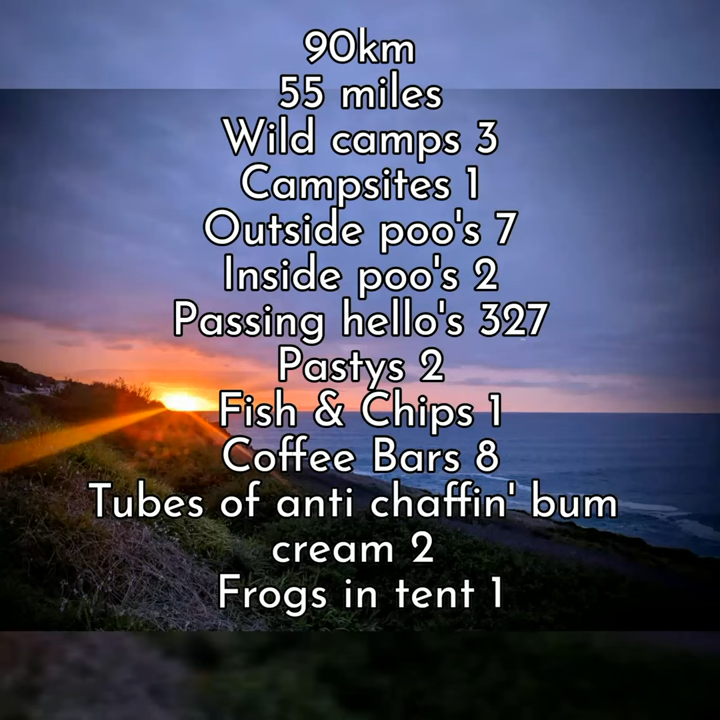 90km
55 miles
Wild camps 3
Campsites 1
Outside poo's 7
Inside poo's 2
Passing hello's 327
Pastys 2
Fish & Chips 1
Coffee Bars 8
Tubes of anti chaffin' bum
cream 2
Frogs in tent 1